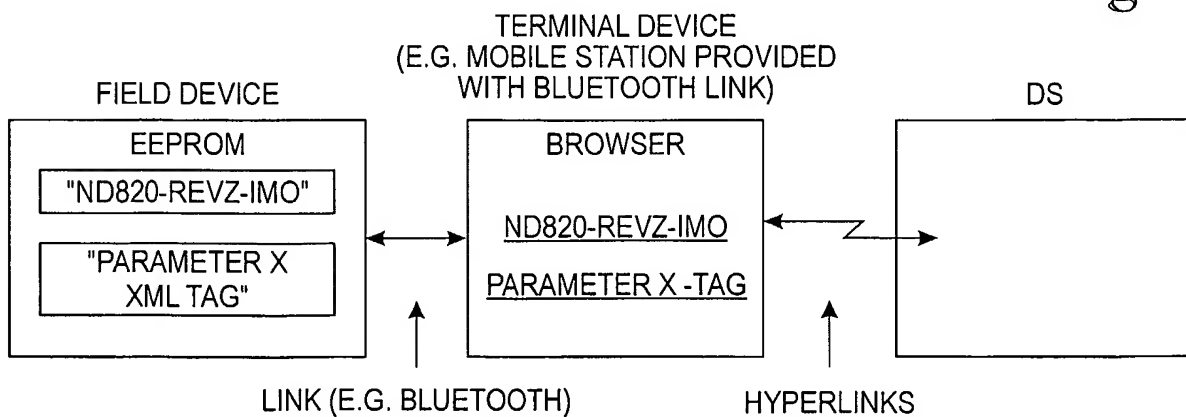 g
TERMINAL DEVICE
(E.G. MOBILE STATION PROVIDED
WITH BLUETOOTH LINK)
FIELD DEVICE
DS
EEPROM
"ND820-REVZ-IMO"
"PARAMETER X
XML TAG"
BROWSER
ND820-REVZ-IMO
PARAMETER X -TAG
LINK (E.G. BLUETOOTH)
HYPERLINKS